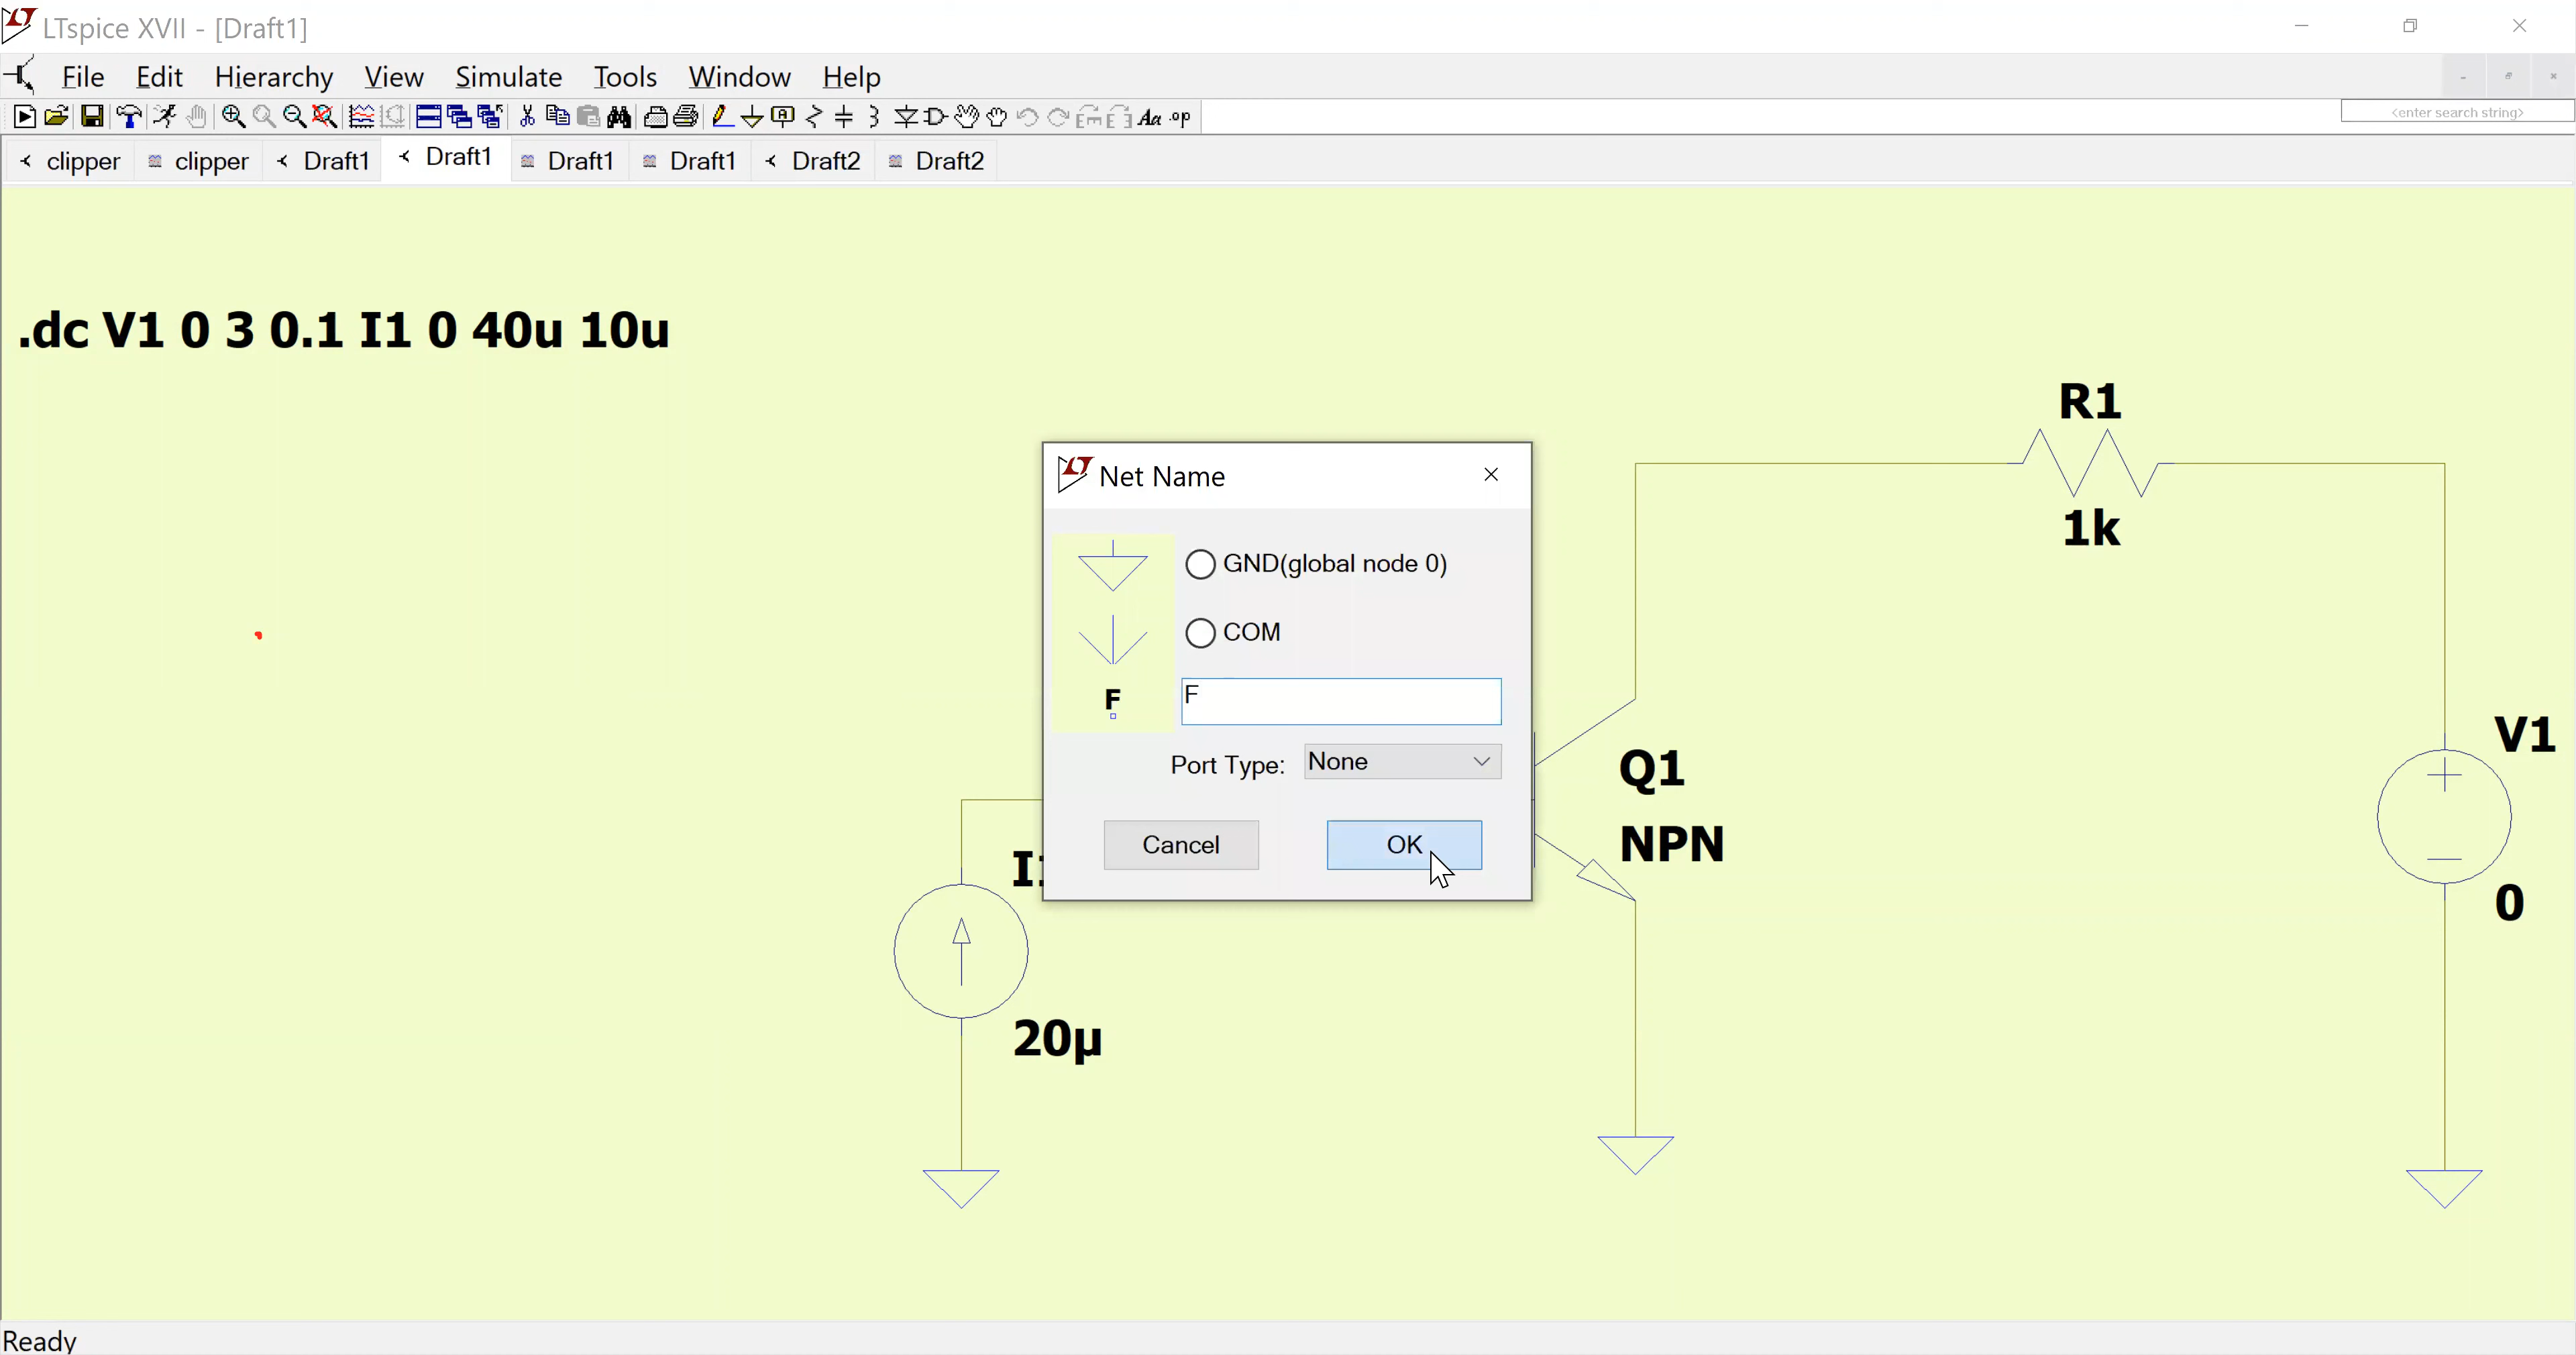 LTspice XVII - [Draft1]
File Edit Hierarchy View Simulate Tools Window Help
Aa .op
<enter search string>
clipper clipper Draft1 Draft1 Draft1 Draft1 Draft2 Draft2
.dc V1 0 3 0.1 I1 0 40u 10u
R1
1k
Net Name
GND(global node 0)
COM
F
F
Port Type: None
Cancel OK
Q1
NPN
V1
0
20µ
Ready